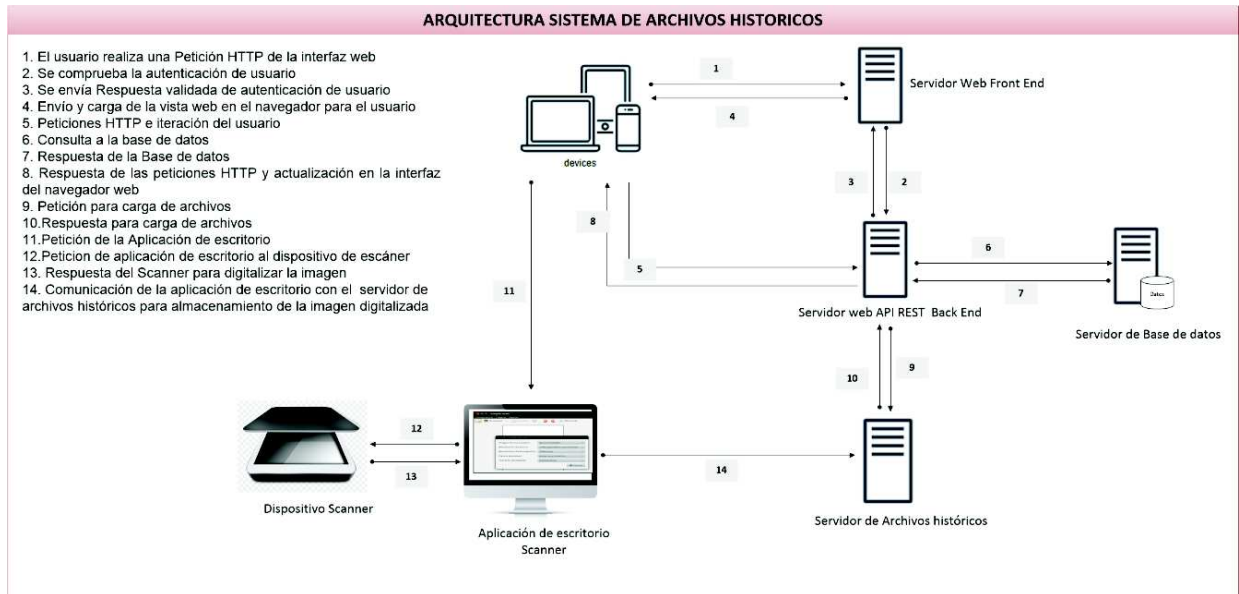 ARQUITECTURA SISTEMA DE ARCHIVOS HISTORICOS
1. El usuario realiza una Petición HTTP de la interfaz web
2. Se comprueba la autenticación de usuario
3. Se envía Respuesta validada de autenticación de usuario
4. Envío y carga de la vista web en el navegador para el usuario
5. Peticiones HTTP e iteración del usuario
6. Consulta a la base de datos
7. Respuesta de la Base de datos
8. Respuesta de las peticiones HTTP y actualización en la interfaz
del navegador web
9. Petición para carga de archivos
10.Respuesta para carga de archivos
11.Petición de la Aplicación de escritorio
12.Peticion de aplicación de escritorio al dispositivo de escáner
13. Respuesta del Scanner para digitalizar la imagen
14. Comunicación de la aplicación de escritorio con el servidor de
archivos históricos para almacenamiento de la imagen digitalizada
devices
1
4
Servidor Web Front End
3
2
8
5
6
7
Datos
Servidor web API REST Back End
Servidor de Base de datos
11
10
9
12
13
14
Dispositivo Scanner
Aplicación de escritorio
Scanner
Servidor de Archivos históricos